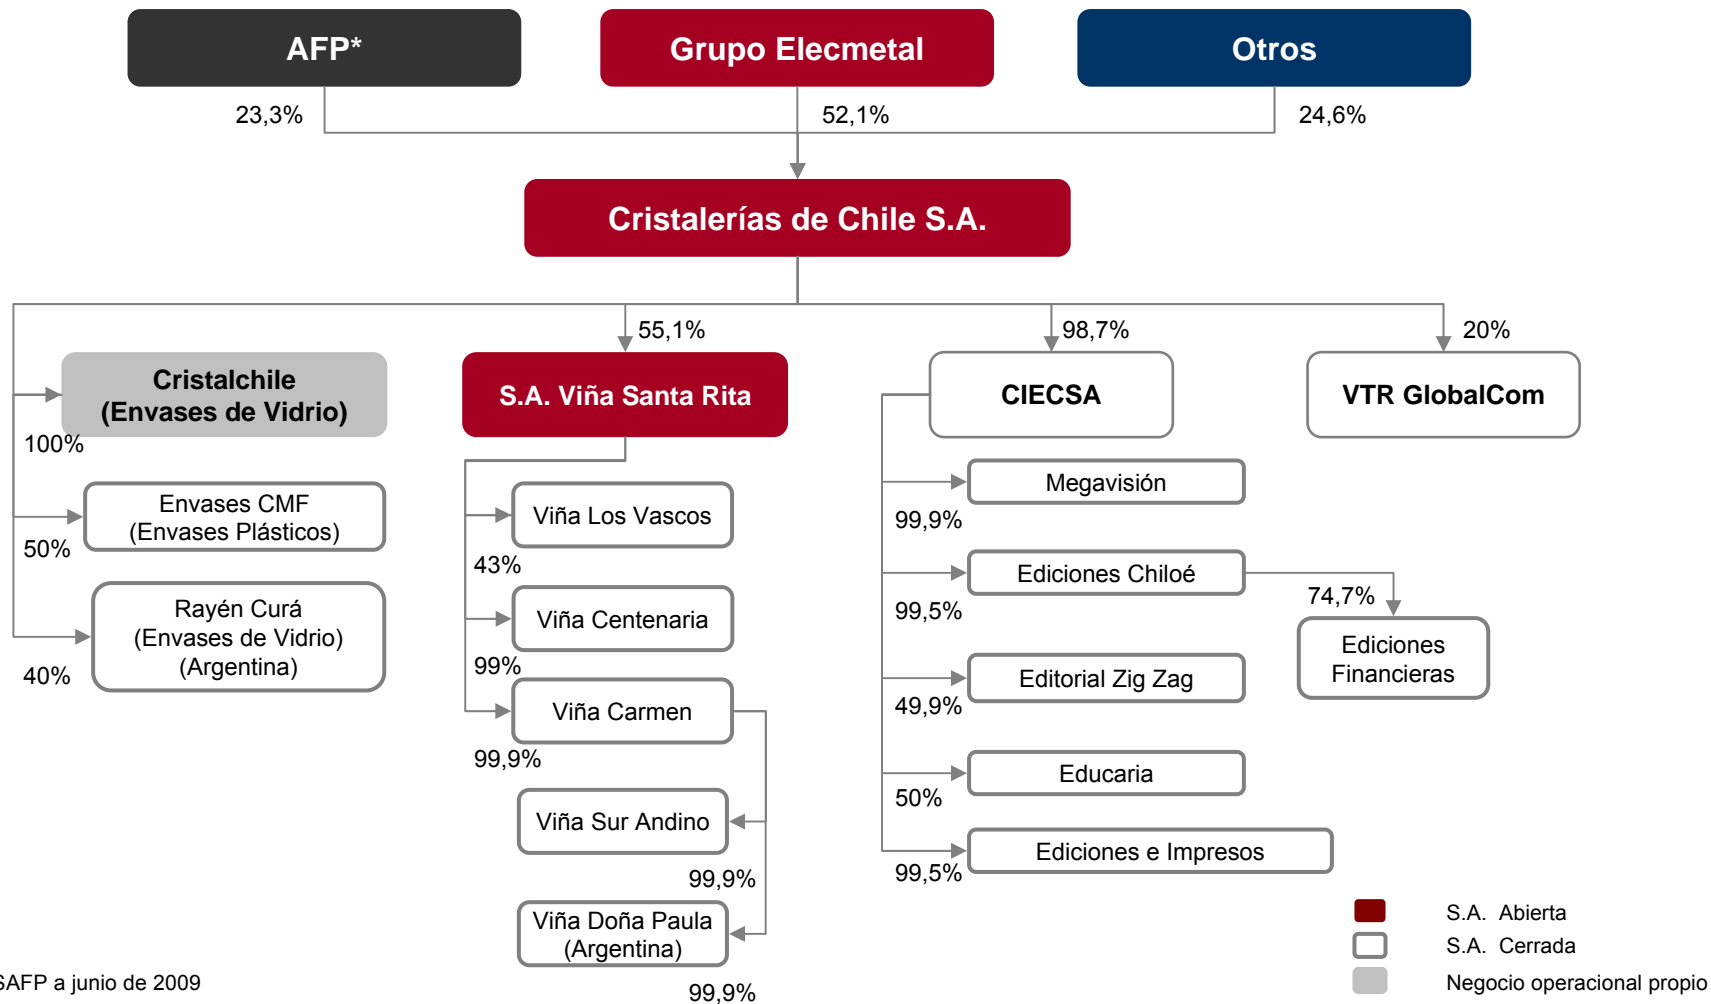 AFP*
Grupo Elecmetal
Otros
23,3%
52,1%
24,6%
Cristalerías de Chile S.A.
55,1%
98,7%
20%
Cristalchile
(Envases de Vidrio)
S.A. Viña Santa Rita
CIECSA
VTR GlobalCom
100%
Envases CMF
(Envases Plásticos)
50%
Rayén Curá
(Envases de Vidrio)
(Argentina)
40%
Viña Los Vascos
43%
Viña Centenaria
99%
Viña Carmen
99,9%
Viña Sur Andino
99,9%
Viña Doña Paula
(Argentina)
99,9%
Megavisión
99,9%
Ediciones Chiloé
99,5%
74,7%
Ediciones
Financieras
Editorial Zig Zag
49,9%
Educaria
50%
Ediciones e Impresos
99,5%
S.A. Abierta
S.A. Cerrada
Negocio operacional propio
SAFP a junio de 2009